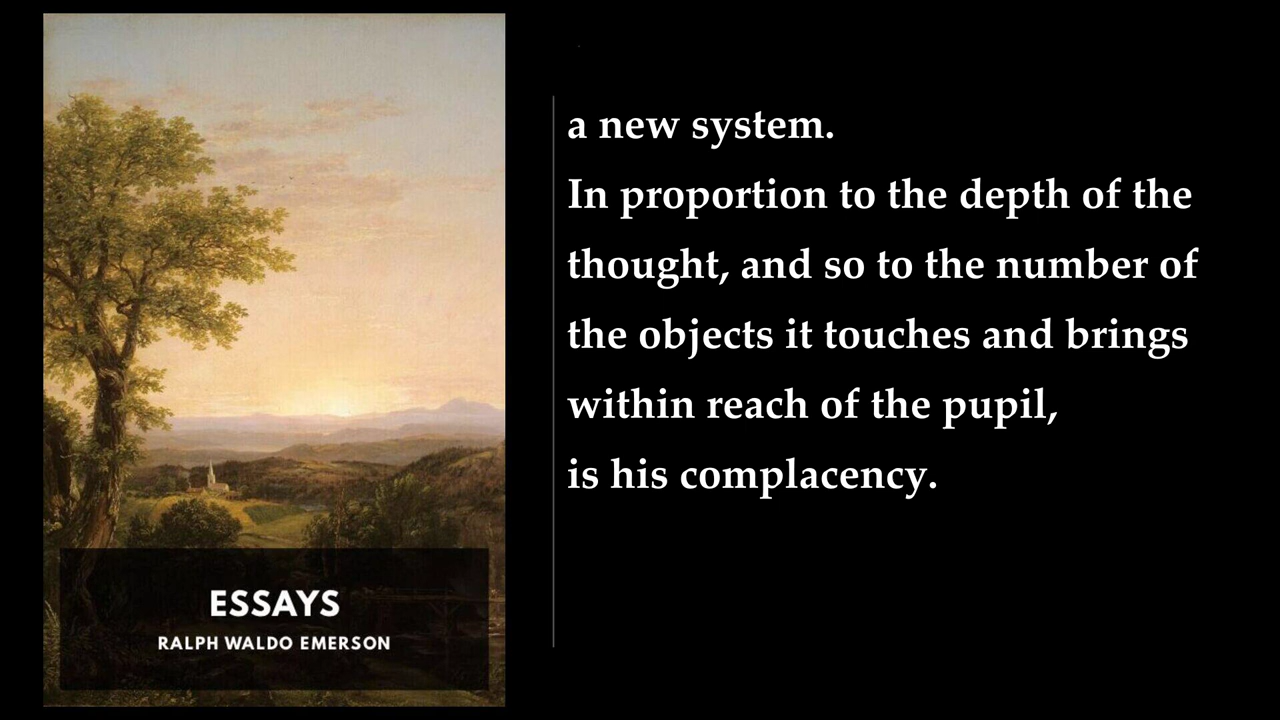 a new system.
In proportion to the depth of the
thought, and so to the number of
the objects it touches and brings
within reach of the pupil,
is his complacency.
ESSAYS
RALPH WALDO EMERSON